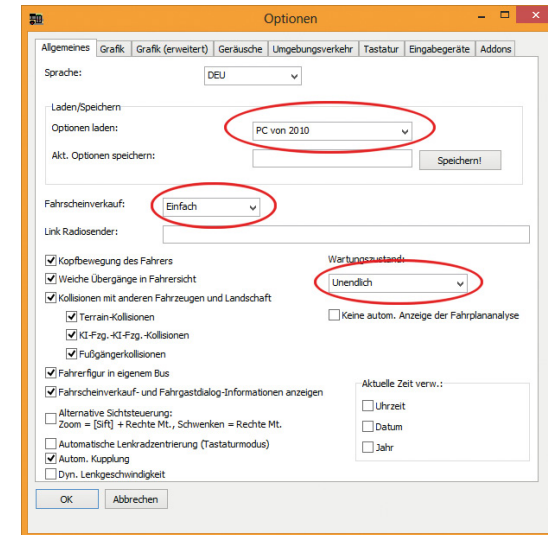 Optionen
Allgemeines Grafik Grafik (erweitert) Geräusche Umgebungsverkehr Tastatur Eingabegeräte Addons
Sprache: DEU
Laden/Speichern
Optionen laden: PC von 2010
Akt. Optionen speichern: Speichern!
Fahrscheinverkauf: Einfach
Link Radiosender:
Kopfbewegung des Fahrers
Wartungszustand:
Weiche Übergänge in Fahrersicht
Unendlich
Kollisionen mit anderen Fahrzeugen und Landschaft
Terrain-Kollisionen
Keine autom. Anzeige der Fahrplananalyse
KI-Fzg.-KI-Fzg.-Kollisionen
Fußgängerkollisionen
Fahrerfigur in eigenem Bus
Fahrscheinverkauf- und Fahrgastdialog-Informationen anzeigen
Alternative Sichtsteuerung:
Zoom = [Sift] + Rechte Mt., Schwenken = Rechte Mt.
Automatische Lenkradzentrierung (Tastaturmodus)
Autom. Kupplung
Dyn. Lenkgeschwindigkeit
Aktuelle Zeit verw.:
Uhrzeit
Datum
Jahr
OK Abbrechen